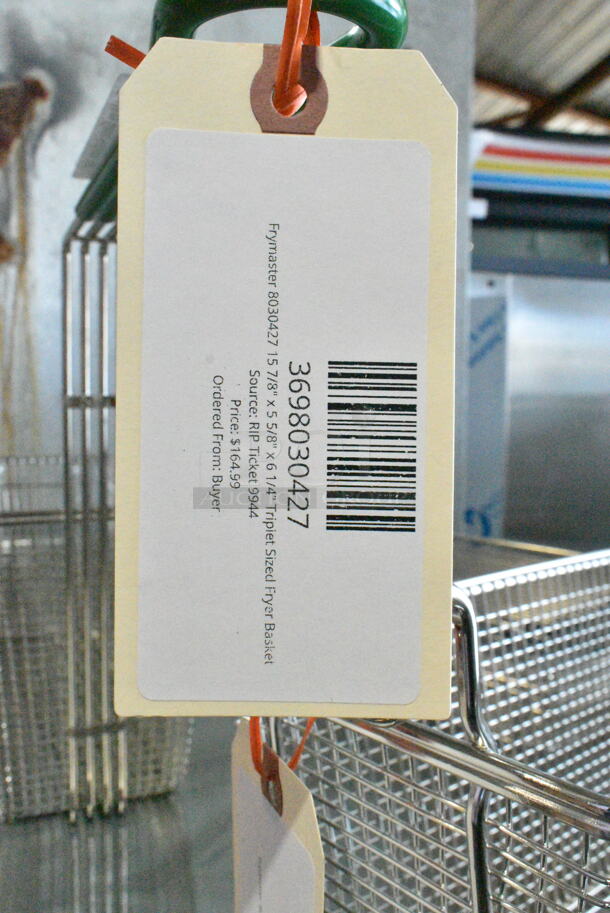 3698030427
Frymaster 8030427 15 7/8" x 5 5/8" x 6 1/4" Triplet Sized Fryer Basket
Source: RIP Ticket 9944
Price: $164.99
Ordered From: Buyer